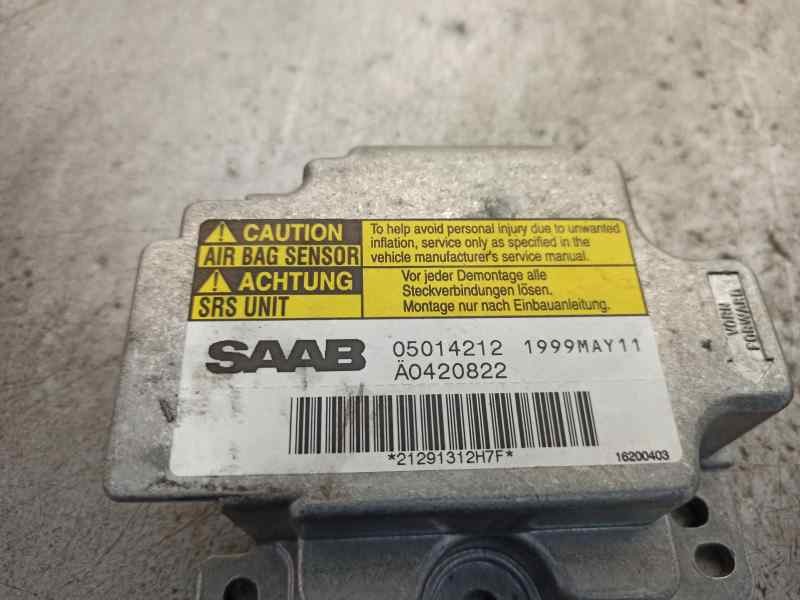 CAUTION
AIR BAG SENSOR
To help avoid personal injury due to unwanted
inflation, service only as specified in the
vehicle manufacturer's service manual.
ACHTUNG
SRS UNIT
Vor jeder Demontage alle
Steckverbindungen lösen.
Montage nur nach Einbauanleitung.
SAAB 05014212 1999MAY11
Ä0420822
*21291312H7F*
16200403
VORN
FORWARD